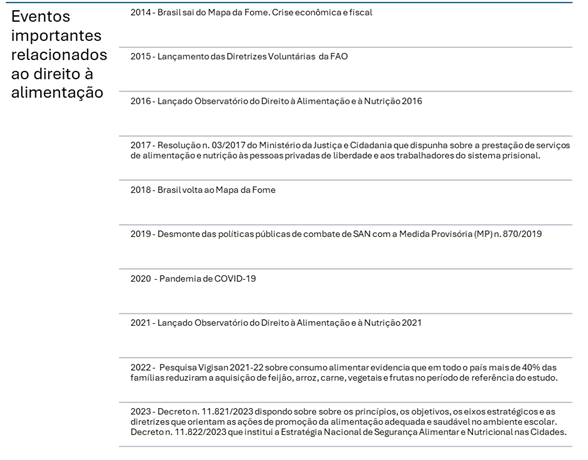 Eventos
importantes
relacionados
ao direito à
alimentação
2014 - Brasil sai do Mapa da Fome. Crise econômica e fiscal
2015 - Lançamento das Diretrizes Voluntárias da FAO
2016 - Lançado Observatório do Direito à Alimentação e à Nutrição 2016
2017 - Resolução n. 03/2017 do Ministério da Justiça e Cidadania que dispunha sobre a prestação de serviços
de alimentação e nutrição às pessoas privadas de liberdade e aos trabalhadores do sistema prisional.
2018 - Brasil volta ao Mapa da Fome
2019 - Desmonte das políticas públicas de combate de SAN com a Medida Provisória (MP) n. 870/2019
2020 - Pandemia de COVID-19
2021 - Lançado Observatório do Direito à Alimentação e à Nutrição 2021
2022 - Pesquisa Vigisan 2021-22 sobre consumo alimentar evidencia que em todo o país mais de 40% das
famílias reduziram a aquisição de feijão, arroz, carne, vegetais e frutas no período de referência do estudo.
2023 - Decreto n. 11.821/2023 dispondo sobre sobre os princípios, os objetivos, os eixos estratégicos e as
diretrizes que orientam as ações de promoção da alimentação adequada e saudável no ambiente escolar.
Decreto n. 11.822/2023 que institui a Estratégia Nacional de Segurança Alimentar e Nutricional nas Cidades.